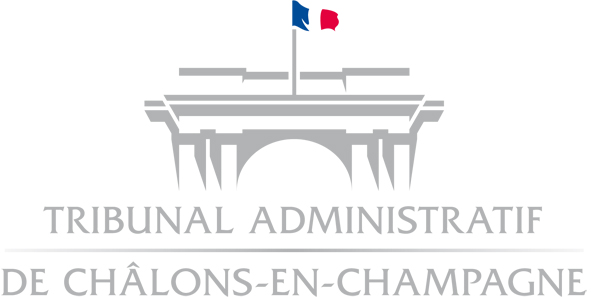 TRIBUNAL ADMINISTRATIF
DE CHÂLONS-EN-CHAMPAGNE